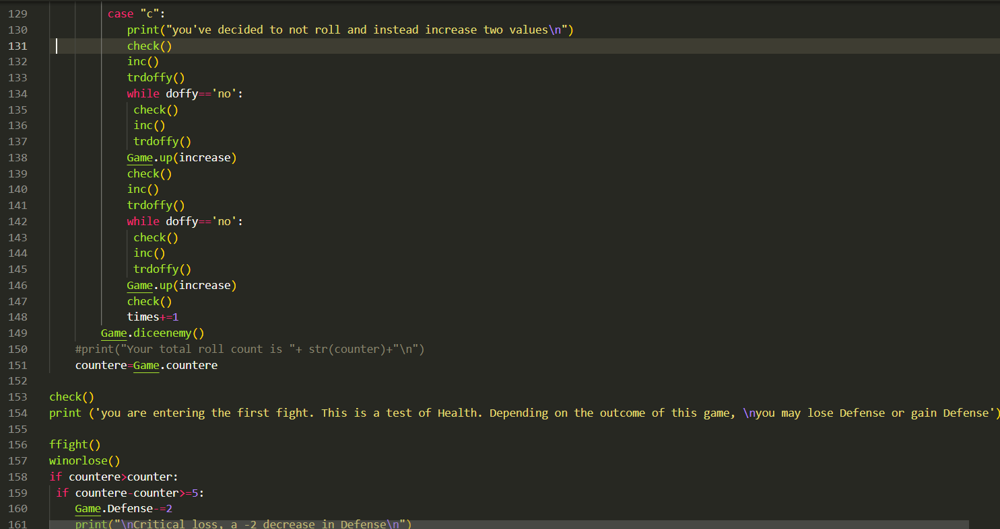 129 case "c":
130 print("you've decided to not roll and instead increase two values\n")
131 check()
132 inc()
133 trdoffy()
134 while doffy=='no':
135 check()
136 inc()
137 trdoffy()
138 Game.up(increase)
139 check()
140 inc()
141 trdoffy()
142 while doffy=='no':
143 check()
144 inc()
145 trdoffy()
146 Game.up(increase)
147 check()
148 times+=1
149 Game.diceenemy()
150 #print("Your total roll count is "+ str(counter)+"\n")
151 countere=Game.countere
152
153 check()
154 print ('you are entering the first fight. This is a test of Health. Depending on the outcome of this game, \nyou may lose Defense or gain Defense')
155
156 ffight()
157 winorlose()
158 if countere>counter:
159 if countere-counter>=5:
160 Game.Defense-=2
161 print("\nCritical loss, a -2 decrease in Defense\n")